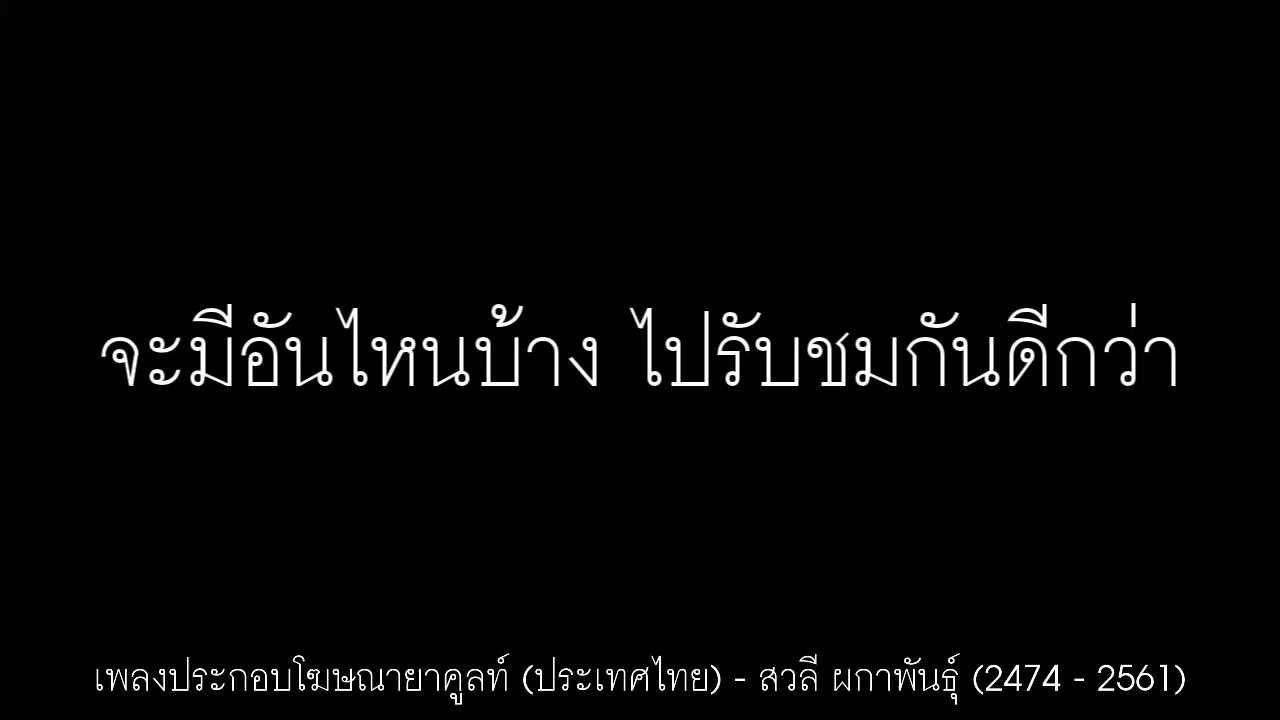 จะมีอันไหนบ้าง ไปรับชมกันดีกว่า
เพลงประกอบโฆษณายาคูลท์ (ประเทศไทย) - สวลี ผกาพันธุ์ (2474 - 2561)